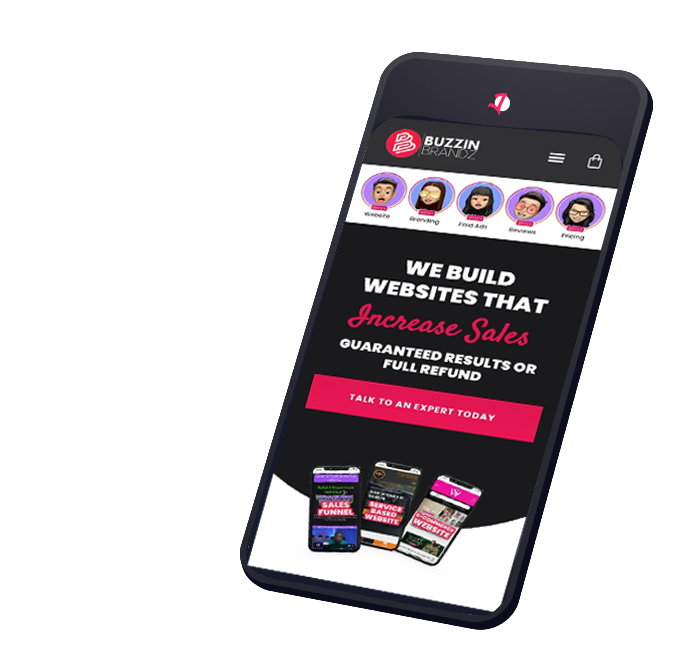 BUZZIN
BRANDZ
Website
Branding
Paid Ads
Reviews
Pricing
WE BUILD
WEBSITES THAT
Increase Sales
GUARANTEED RESULTS OR
FULL REFUND
TALK TO AN EXPERT TODAY
SALES
FUNNEL
SERVICE
BASED
WEBSITE
E-COMMERCE
WEBSITE